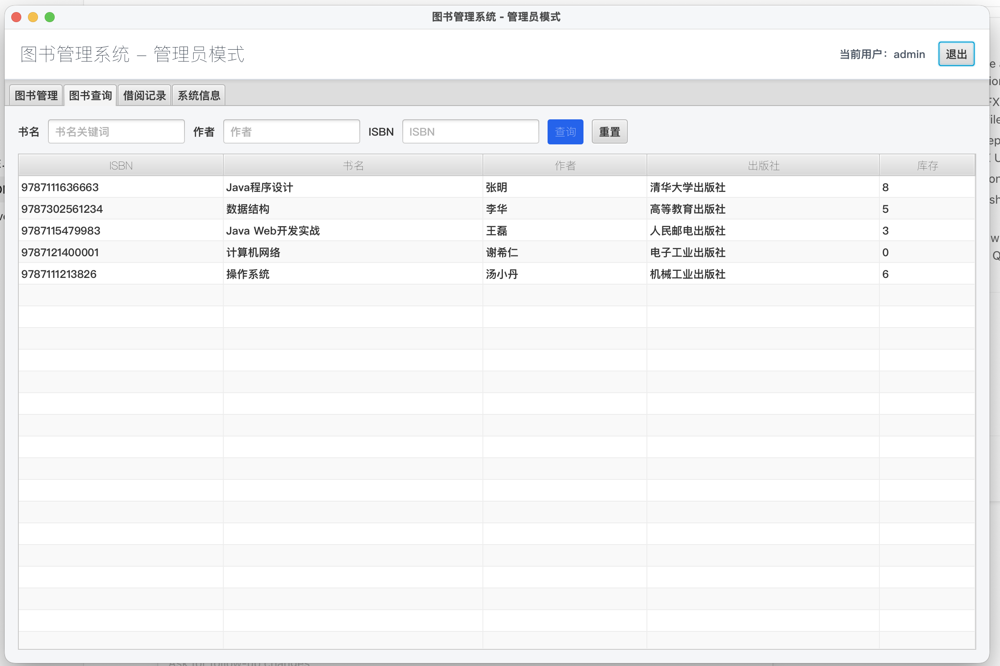 图书管理系统 - 管理员模式
图书管理系统 – 管理员模式
当前用户：admin 退出
图书管理 图书查询 借阅记录 系统信息
书名 书名关键词 作者 作者 ISBN ISBN 查询 重置
ISBN 书名 作者 出版社 库存
9787111636663 Java程序设计 张明 清华大学出版社 8
9787302561234 数据结构 李华 高等教育出版社 5
9787115479983 Java Web开发实战 王磊 人民邮电出版社 3
9787121400001 计算机网络 谢希仁 电子工业出版社 0
9787111213826 操作系统 汤小丹 机械工业出版社 6
Ask for follow-up changes